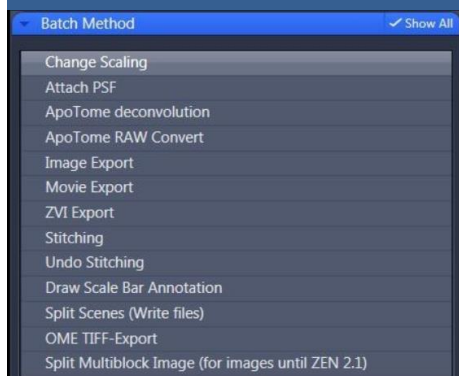 Batch Method Show All
Change Scaling
Attach PSF
ApoTome deconvolution
ApoTome RAW Convert
Image Export
Movie Export
ZVI Export
Stitching
Undo Stitching
Draw Scale Bar Annotation
Split Scenes (Write files)
OME TIFF-Export
Split Multiblock Image (for images until ZEN 2.1)